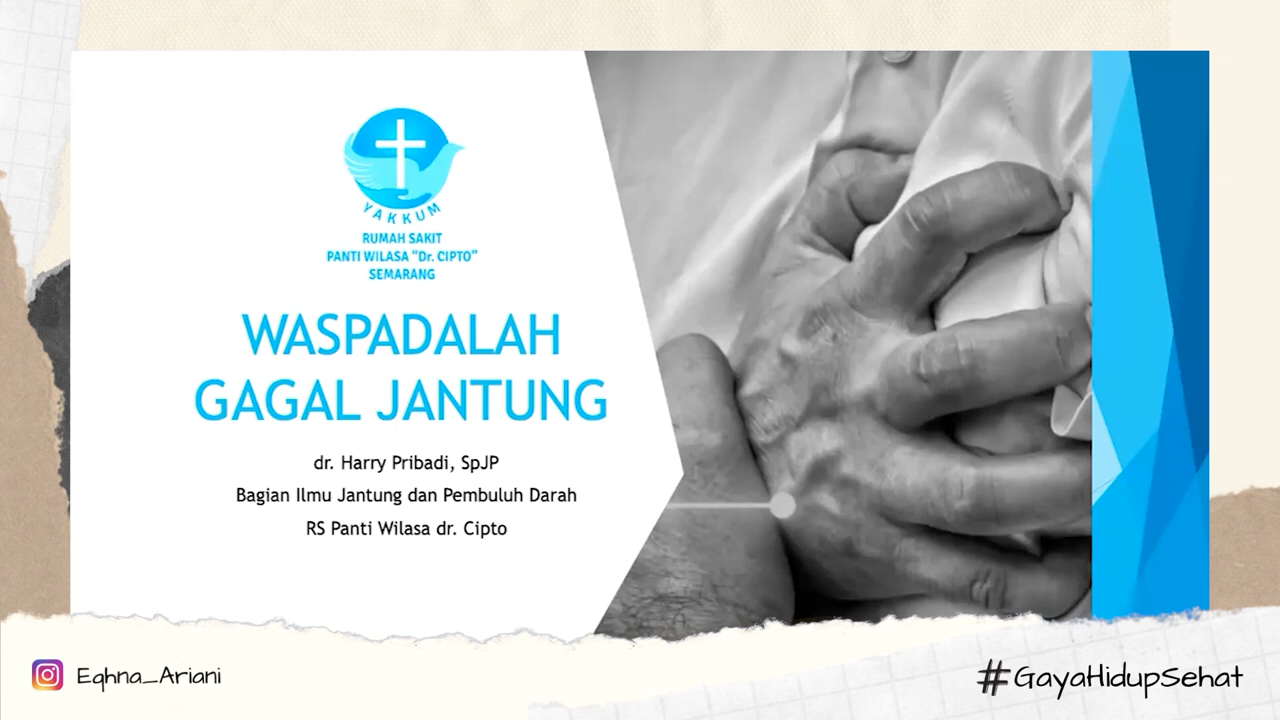 YAKKUM
RUMAH SAKIT
PANTI WILASA "Dr. CIPTO"
SEMARANG
WASPADALAH
GAGAL JANTUNG
dr. Harry Pribadi, SpJP
Bagian Ilmu Jantung dan Pembuluh Darah
RS Panti Wilasa dr. Cipto
Eqhna_Ariani
#GayaHidupSehat